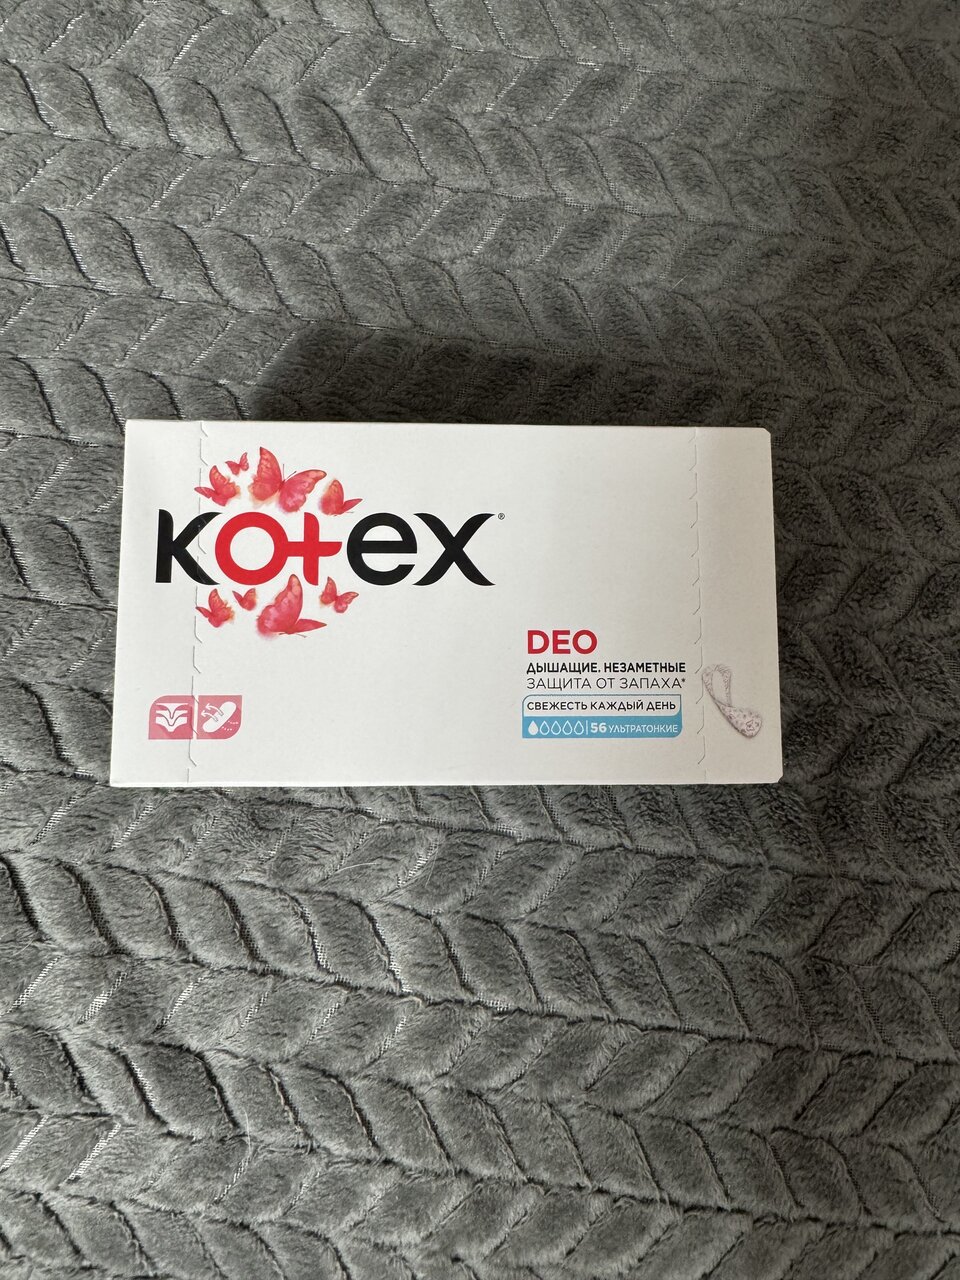 kotex®
DEO
ДЫШАЩИЕ. НЕЗАМЕТНЫЕ
ЗАЩИТА ОТ ЗАПАХА*
СВЕЖЕСТЬ КАЖДЫЙ ДЕНЬ
56 УЛЬТРАТОНКИЕ